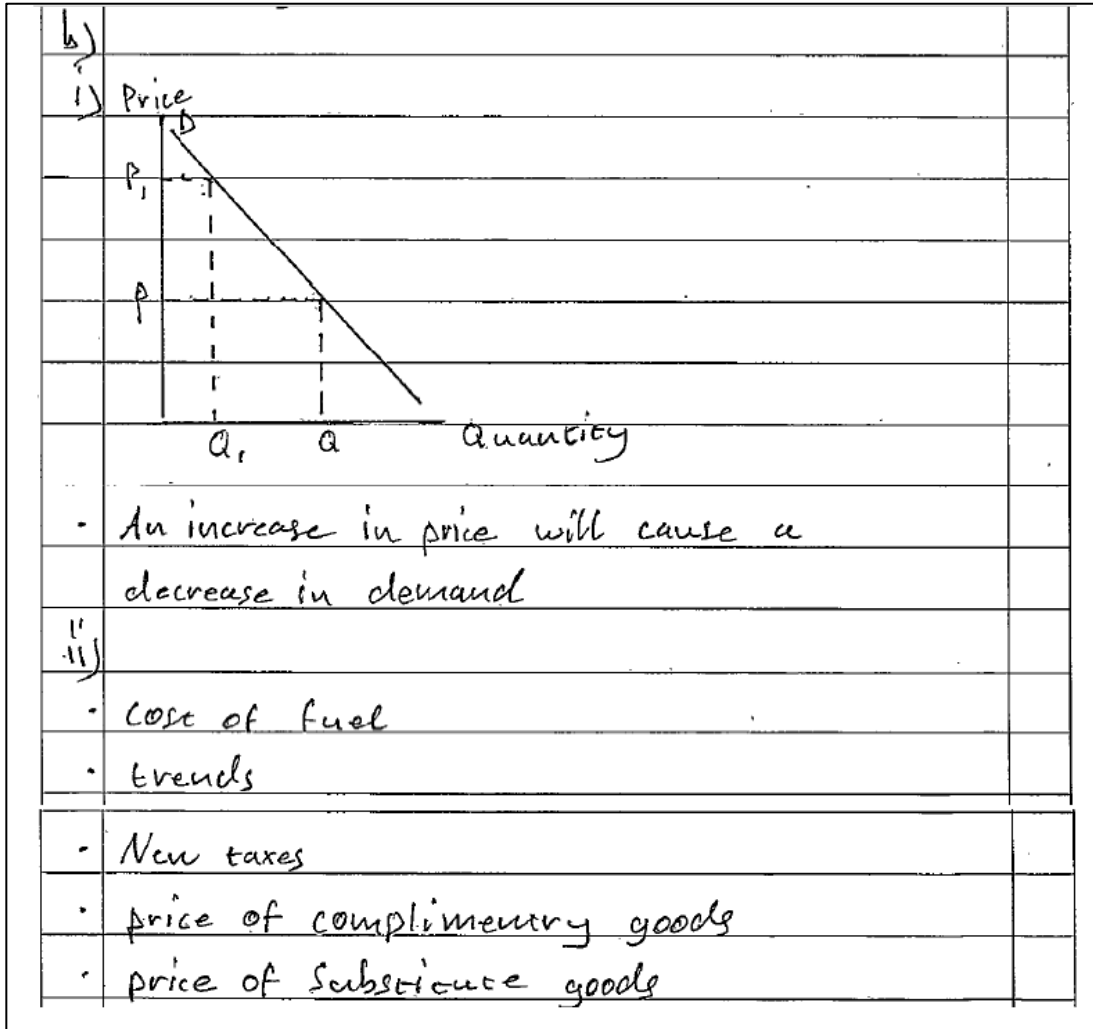 b)
i) Price
D
P₁
P
Q₁ Q Quantity
· An increase in price will cause a
decrease in demand
ii)
· cost of fuel
· trends
· New taxes
· price of complimentry goods
· price of Substitute goods